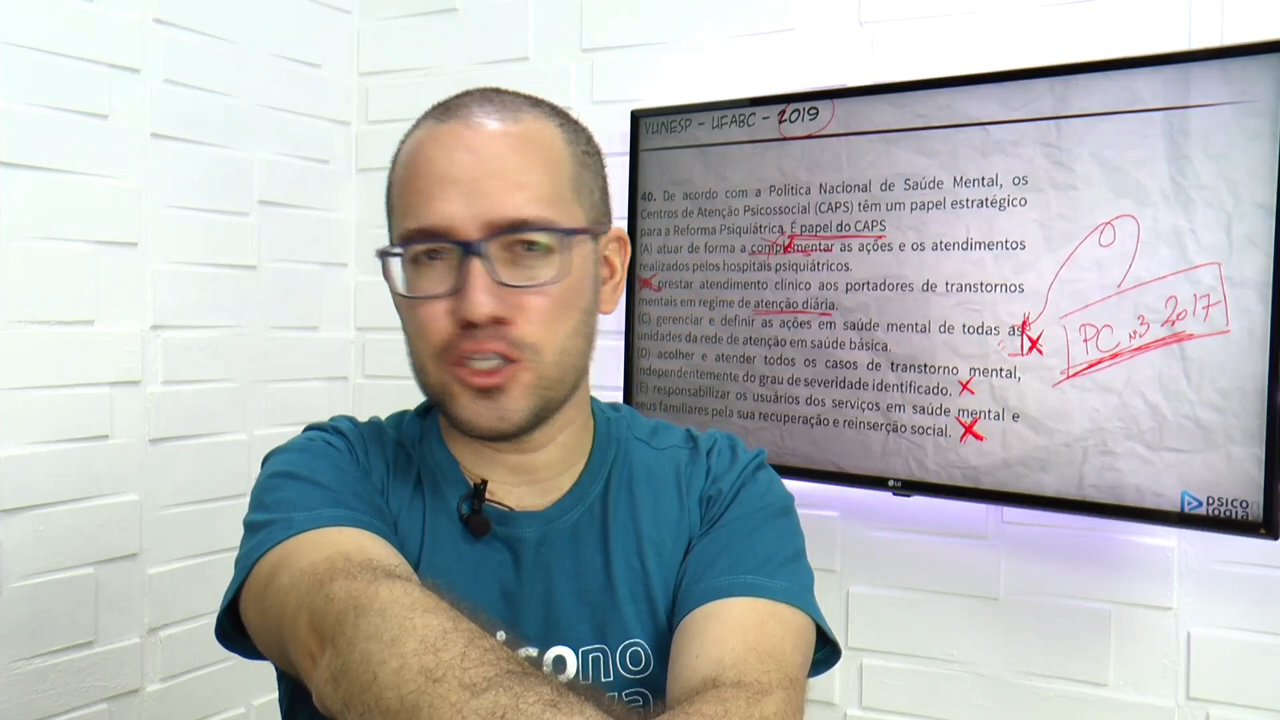 VUNESP - UFABC - 2019
40. De acordo com a Política Nacional de Saúde Mental, os
Centros de Atenção Psicossocial (CAPS) têm um papel estratégico
para a Reforma Psiquiátrica. É papel do CAPS
(A) atuar de forma a complementar as ações e os atendimentos
realizados pelos hospitais psiquiátricos.
prestar atendimento clínico aos portadores de transtornos
mentais em regime de atenção diária.
(C) gerenciar e definir as ações em saúde mental de todas as
unidades da rede de atenção em saúde básica.
(D) acolher e atender todos os casos de transtorno mental,
independentemente do grau de severidade identificado.
(E) responsabilizar os usuários dos serviços em saúde mental e
seus familiares pela sua recuperação e reinserção social.
PC nº3 2017
LG
PSICO
logia
no